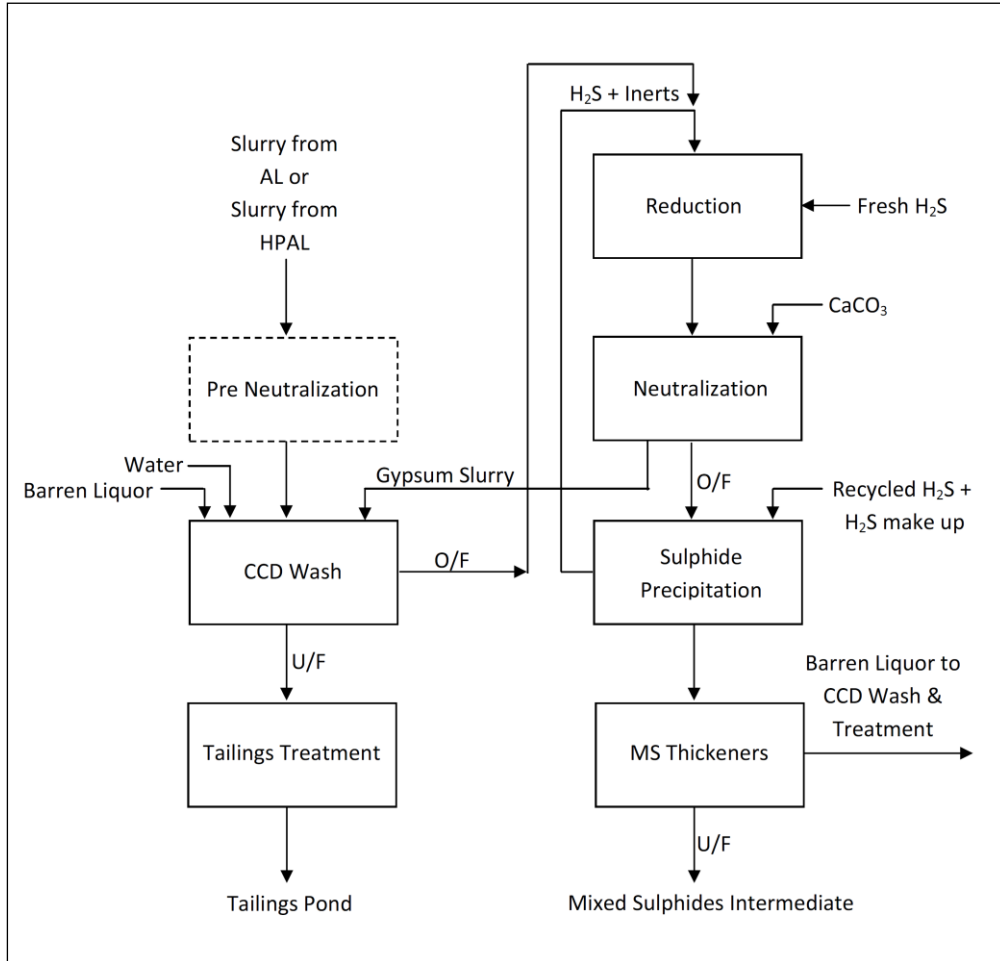 H₂S + Inerts
Slurry from
AL or
Slurry from
HPAL
Reduction
Fresh H₂S
CaCO₃
Pre Neutralization
Neutralization
Water
Barren Liquor
Gypsum Slurry
O/F
Recycled H₂S +
H₂S make up
CCD Wash
O/F
Sulphide
Precipitation
U/F
Barren Liquor to
CCD Wash &
Treatment
Tailings Treatment
MS Thickeners
U/F
Tailings Pond
Mixed Sulphides Intermediate